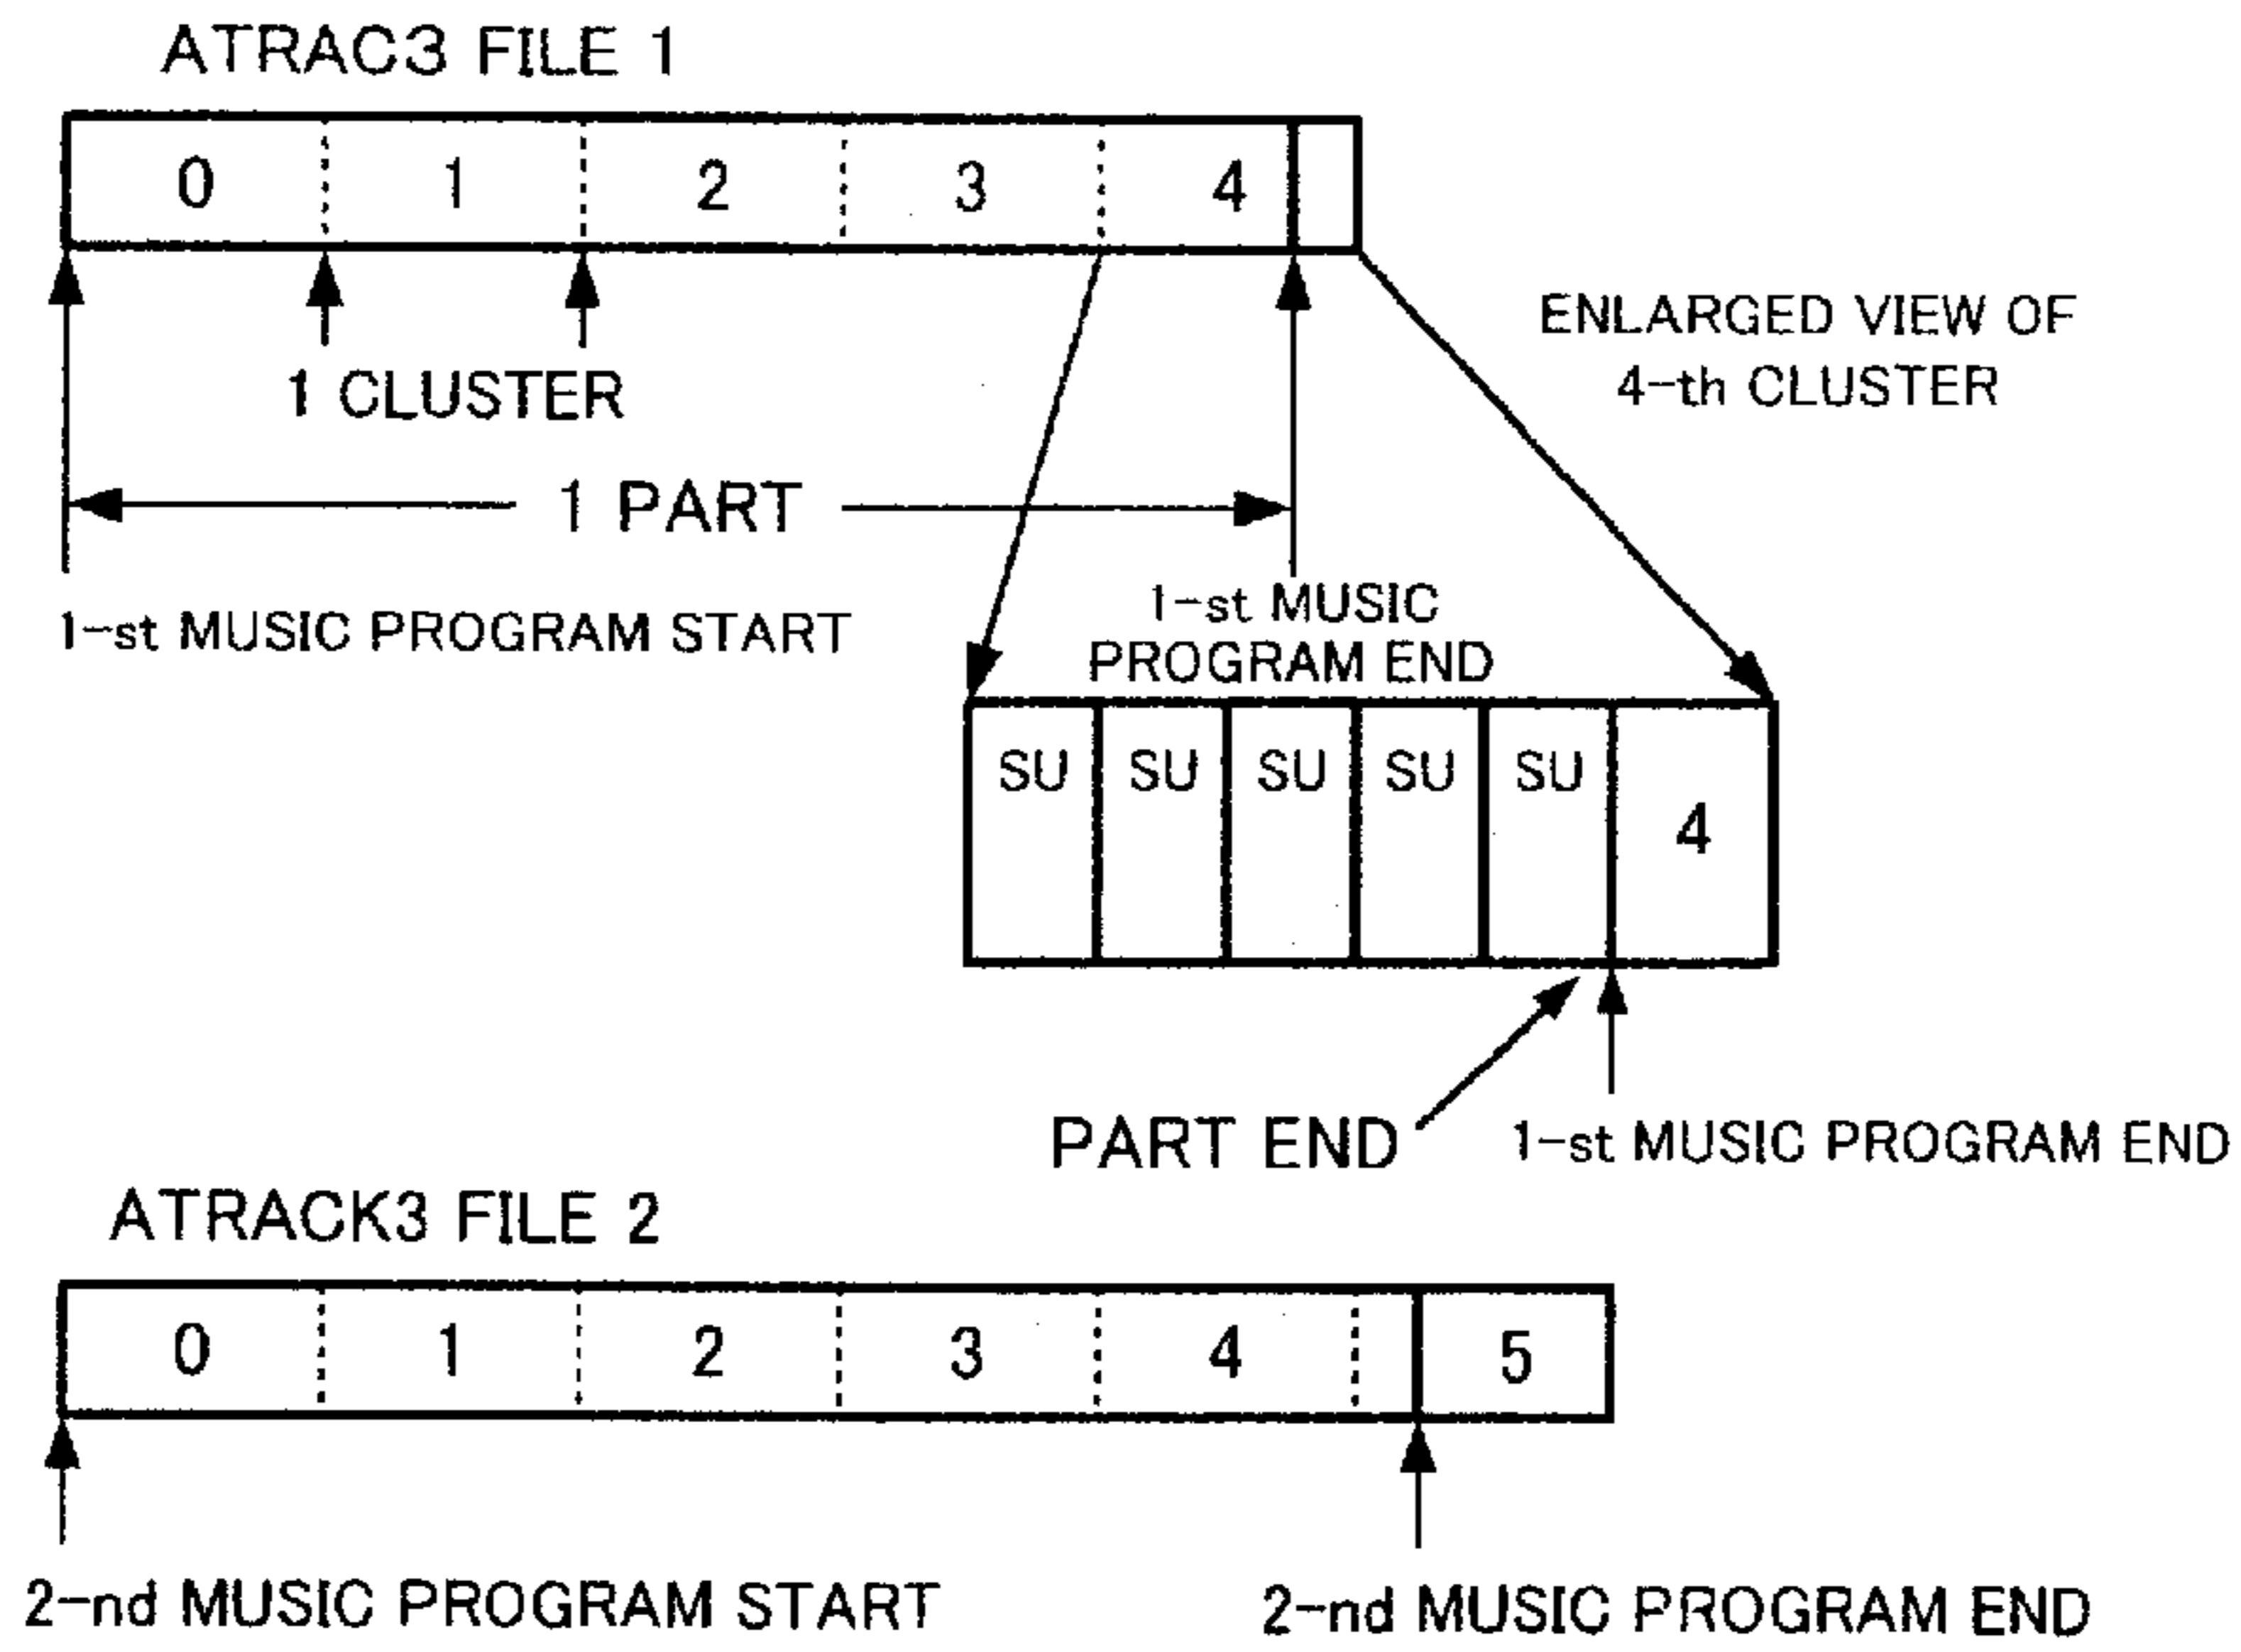 ATRAC3 FILE 1
0 1 2 3 4
1 CLUSTER
ENLARGED VIEW OF
4-th CLUSTER
1 PART
1-st MUSIC PROGRAM START
1-st MUSIC
PROGRAM END
SU SU SU SU SU
4
PART END
1-st MUSIC PROGRAM END
ATRACK3 FILE 2
0 1 2 3 4 5
2-nd MUSIC PROGRAM START
2-nd MUSIC PROGRAM END